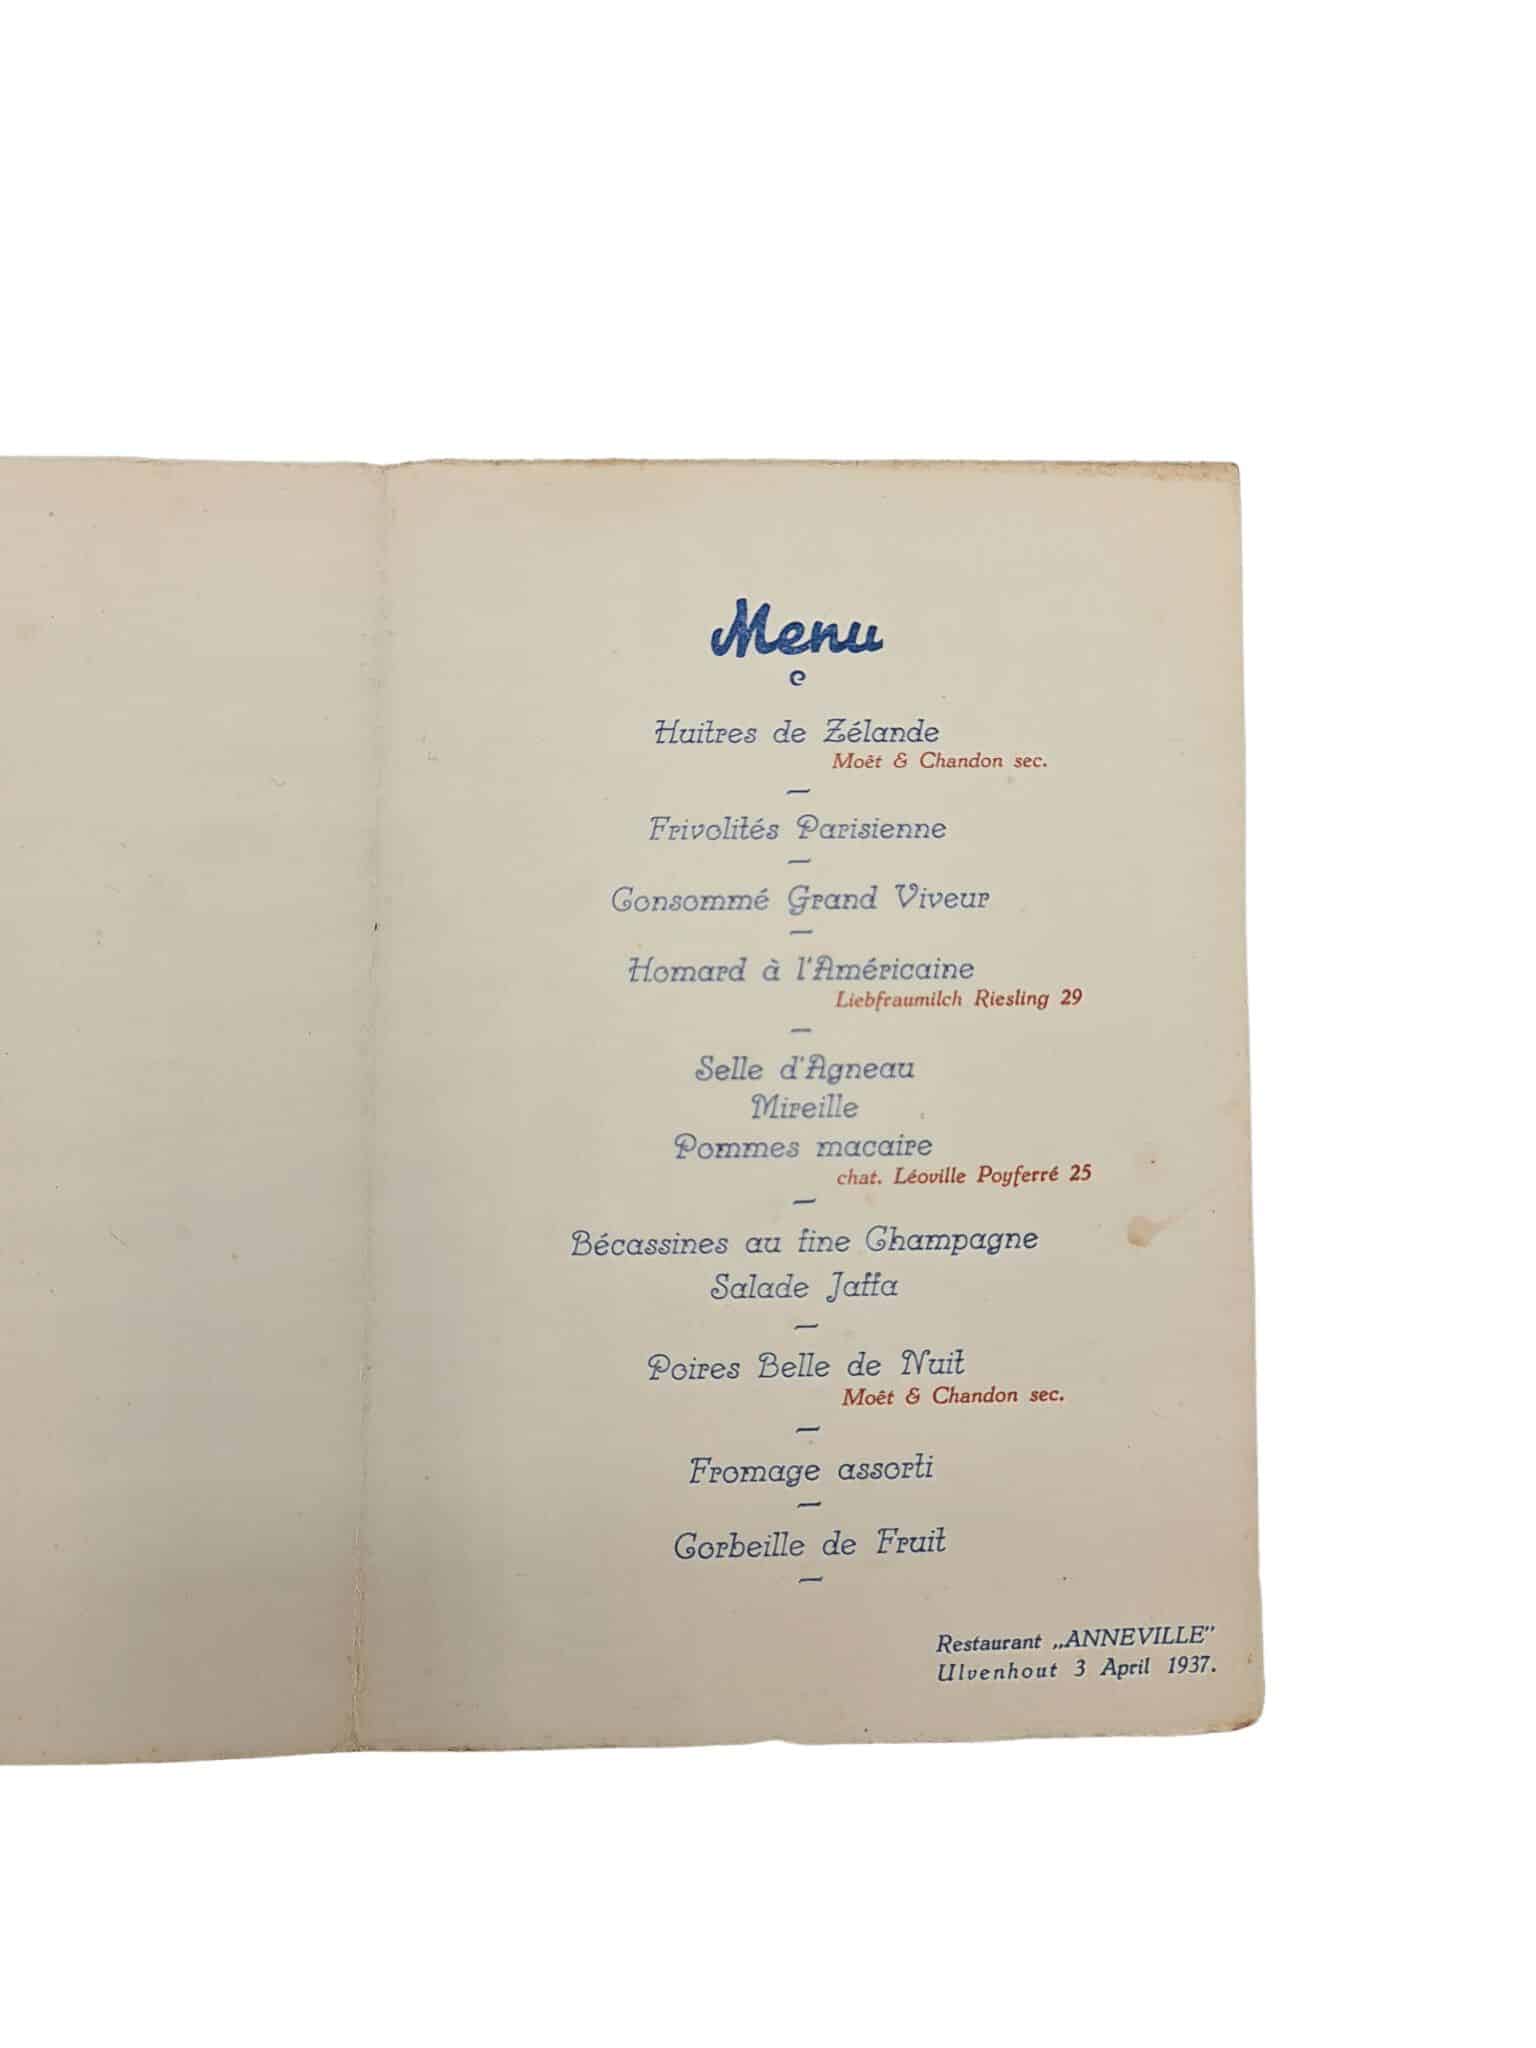 Menu
Huitres de Zélande
Moêt & Chandon sec.
Frivolités Parisienne
Consommé Grand Viveur
Homard à l'Américaine
Liebfraumilch Riesling 29
Selle d'Agneau
Mireille
Pommes macaire
chat. Léoville Poyferré 25
Bécassines au fine Champagne
Salade Jaffa
Poires Belle de Nuit
Moêt & Chandon sec.
Fromage assorti
Corbeille de Fruit
Restaurant „ANNEVILLE"
Ulvenhout 3 April 1937.